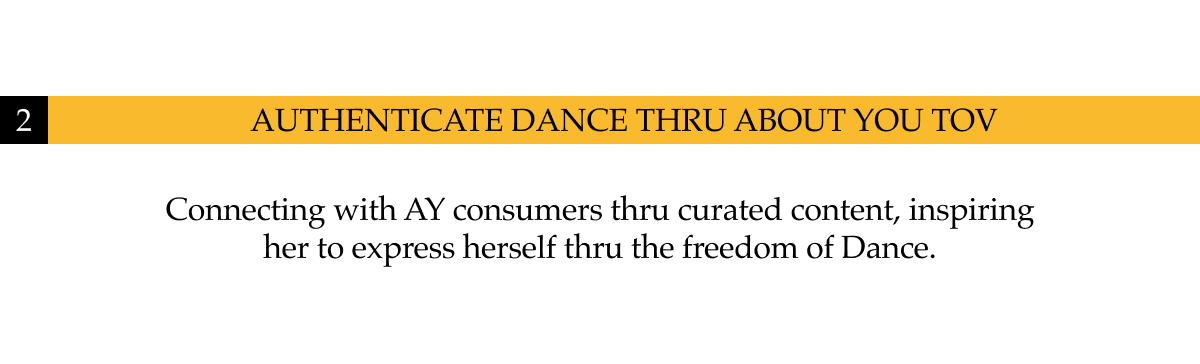 2
AUTHENTICATE DANCE THRU ABOUT YOU TOV
Connecting with AY consumers thru curated content, inspiring
her to express herself thru the freedom of Dance.